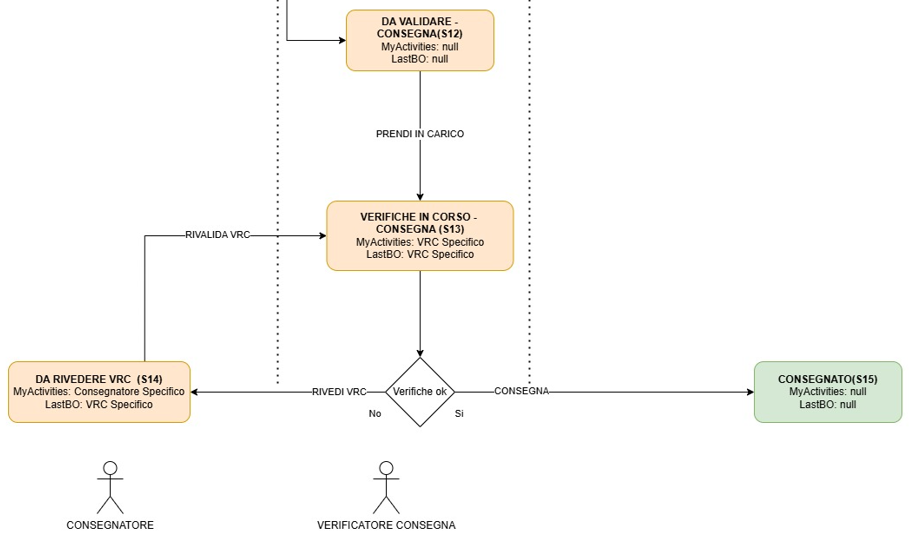 DA VALIDARE -
CONSEGNA(S12)
MyActivities: null
LastBO: null
PRENDI IN CARICO
VERIFICHE IN CORSO -
CONSEGNA (S13)
MyActivities: VRC Specifico
LastBO: VRC Specifico
RIVALIDA VRC
DA RIVEDERE VRC  (S14)
MyActivities: Consegnatore Specifico
LastBO: VRC Specifico
RIVEDI VRC
Verifiche ok
CONSEGNA
No
Si
CONSEGNATO(S15)
MyActivities: null
LastBO: null
CONSEGNATORE
VERIFICATORE CONSEGNA